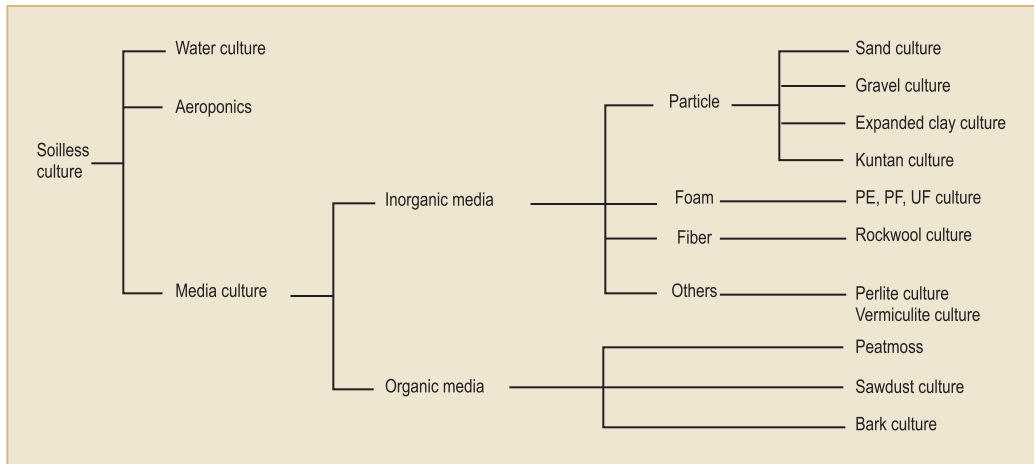 Soilless
culture
Water culture
Aeroponics
Media culture
Inorganic media
Particle
Sand culture
Gravel culture
Expanded clay culture
Kuntan culture
Foam
PE, PF, UF culture
Fiber
Rockwool culture
Others
Perlite culture
Vermiculite culture
Organic media
Peatmoss
Sawdust culture
Bark culture